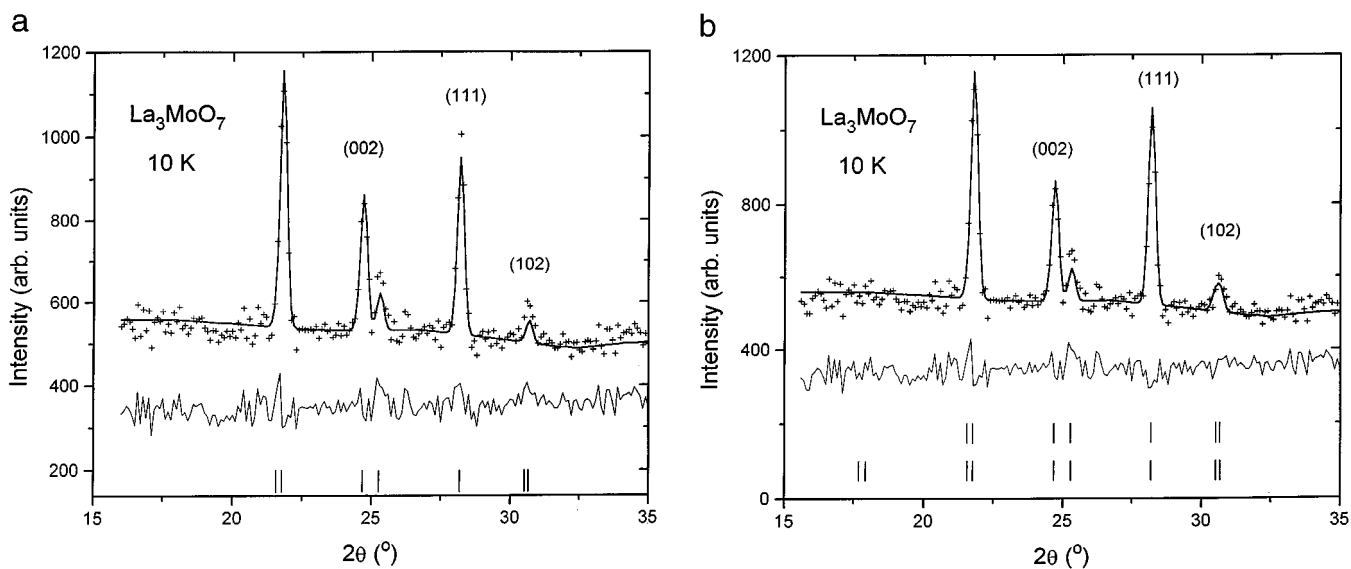 a
1200
1000
800
600
400
200
Intensity (arb. units)
La₃MoO₇
10 K
(002)
(111)
(102)
15 20 25 30 35
2θ (°)
b
1200
800
400
0
Intensity (arb. units)
La₃MoO₇
10 K
(002)
(111)
(102)
15 20 25 30 35
2θ (°)